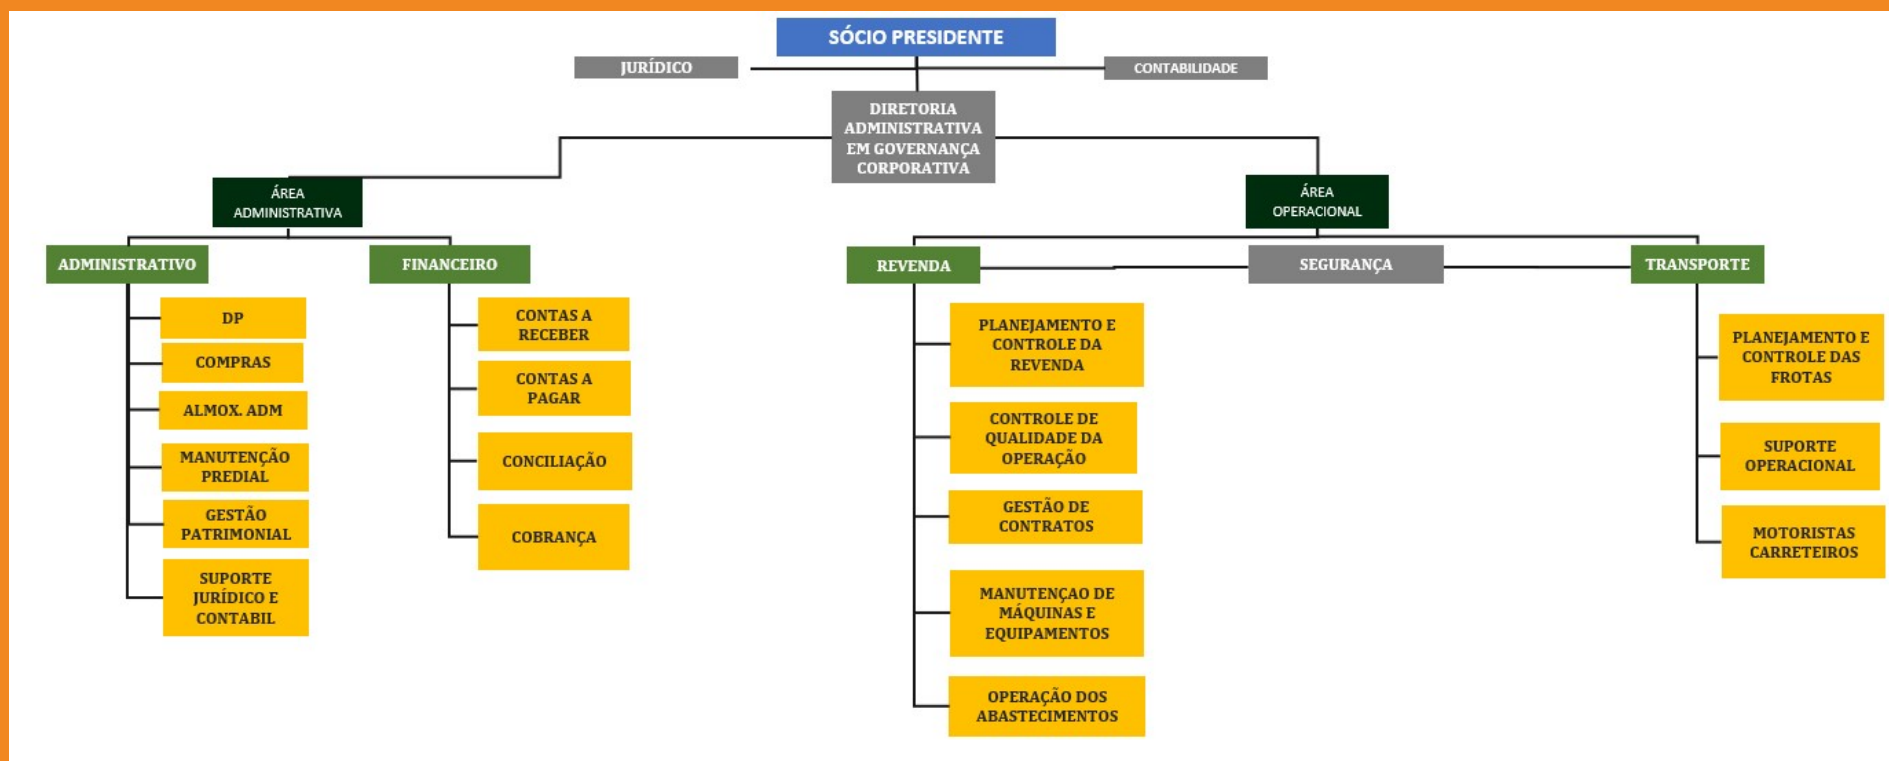 SÓCIO PRESIDENTE
JURÍDICO
CONTABILIDADE
DIRETORIA
ADMINISTRATIVA
EM GOVERNANÇA
CORPORATIVA
ÁREA
ADMINISTRATIVA
ÁREA
OPERACIONAL
ADMINISTRATIVO
FINANCEIRO
REVENDA
SEGURANÇA
TRANSPORTE
DP
COMPRAS
ALMOX. ADM
MANUTENÇÃO
PREDIAL
GESTÃO
PATRIMONIAL
SUPORTE
JURÍDICO E
CONTABIL
CONTAS A
RECEBER
CONTAS A
PAGAR
CONCILIAÇÃO
COBRANÇA
PLANEJAMENTO E
CONTROLE DA
REVENDA
CONTROLE DE
QUALIDADE DA
OPERAÇÃO
GESTÃO DE
CONTRATOS
MANUTENÇAO DE
MÁQUINAS E
EQUIPAMENTOS
OPERAÇÃO DOS
ABASTECIMENTOS
PLANEJAMENTO E
CONTROLE DAS
FROTAS
SUPORTE
OPERACIONAL
MOTORISTAS
CARRETEIROS